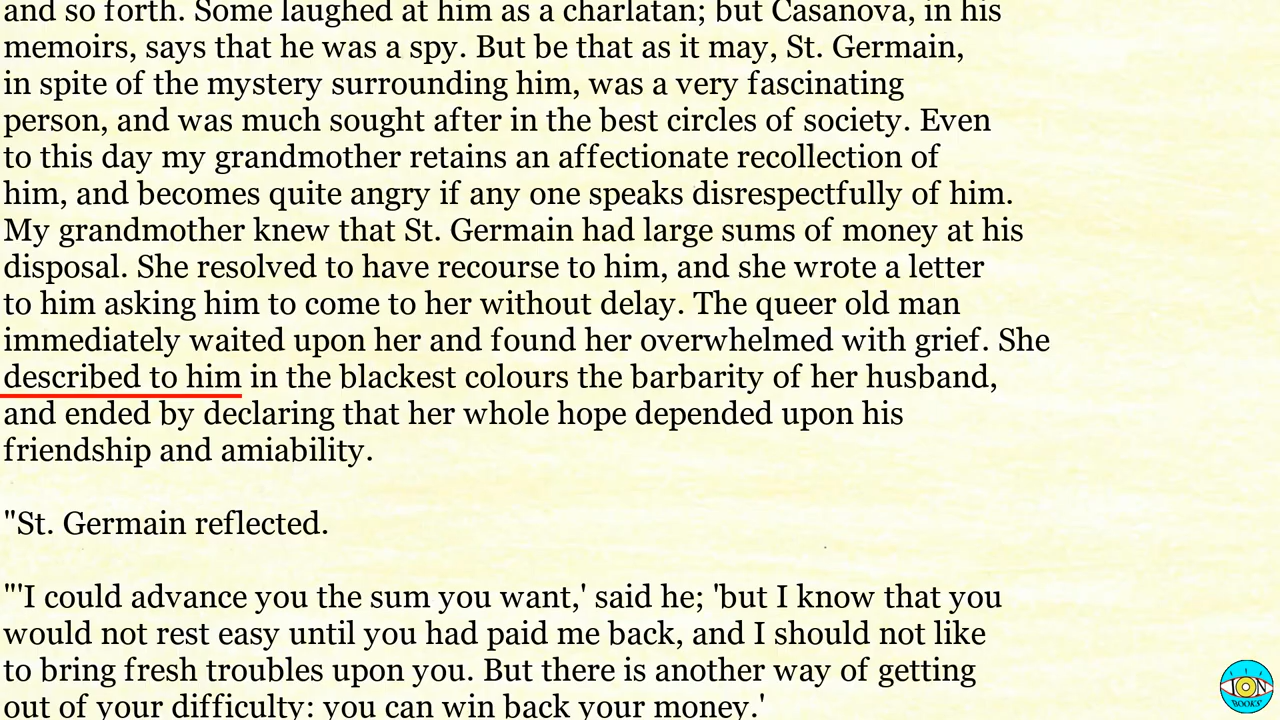 and so forth. Some laughed at him as a charlatan; but Casanova, in his
memoirs, says that he was a spy. But be that as it may, St. Germain,
in spite of the mystery surrounding him, was a very fascinating
person, and was much sought after in the best circles of society. Even
to this day my grandmother retains an affectionate recollection of
him, and becomes quite angry if any one speaks disrespectfully of him.
My grandmother knew that St. Germain had large sums of money at his
disposal. She resolved to have recourse to him, and she wrote a letter
to him asking him to come to her without delay. The queer old man
immediately waited upon her and found her overwhelmed with grief. She
described to him in the blackest colours the barbarity of her husband,
and ended by declaring that her whole hope depended upon his
friendship and amiability.
"St. Germain reflected.
"'I could advance you the sum you want,' said he; 'but I know that you
would not rest easy until you had paid me back, and I should not like
to bring fresh troubles upon you. But there is another way of getting
out of your difficulty: you can win back your money.'
ION
BOOKS